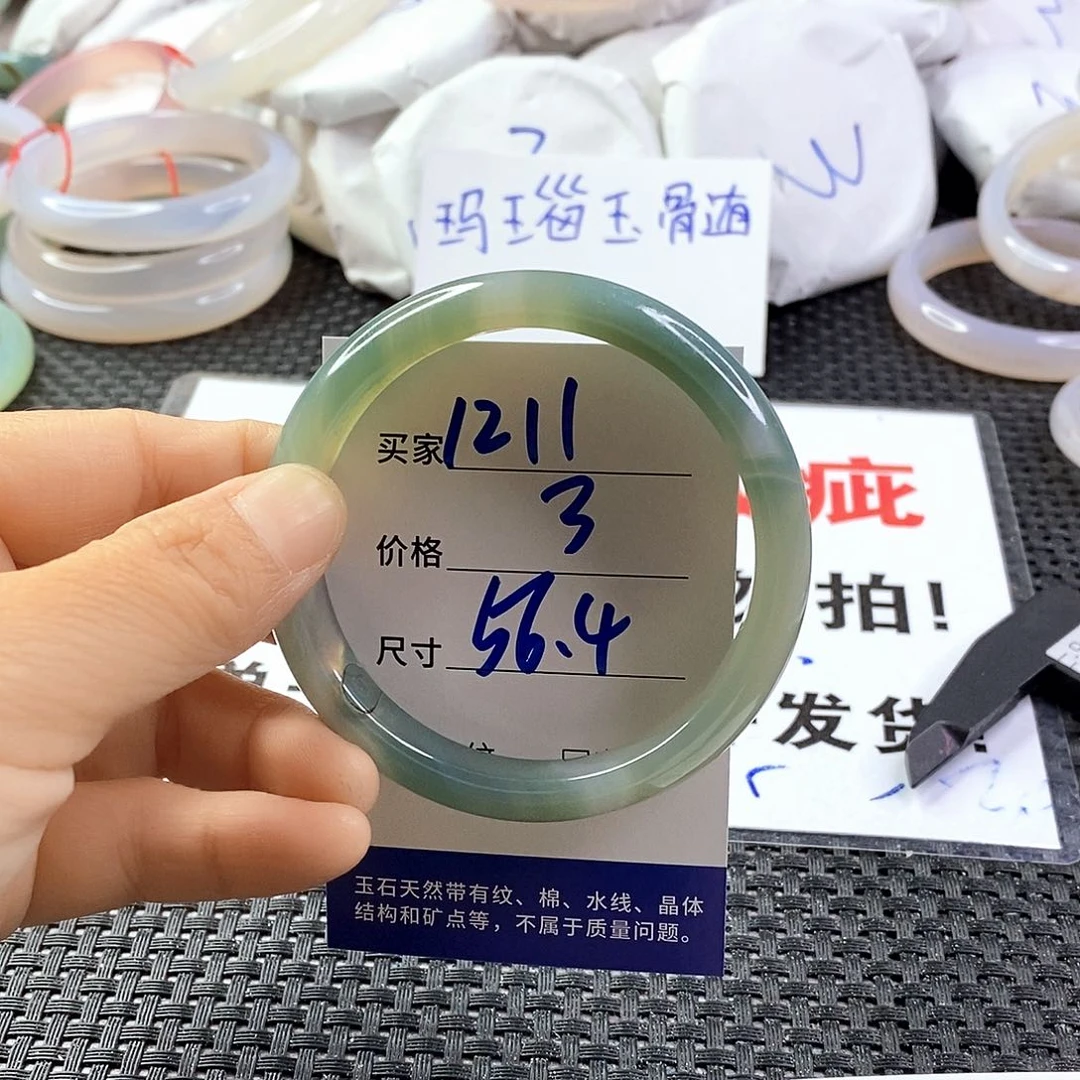 玛瑙玉骨髓
买家 1211
价格 3
尺寸 56.4
玉石天然带有纹、棉、水线、晶体
结构和矿点等，不属于质量问题。
疵
拍！
发货！